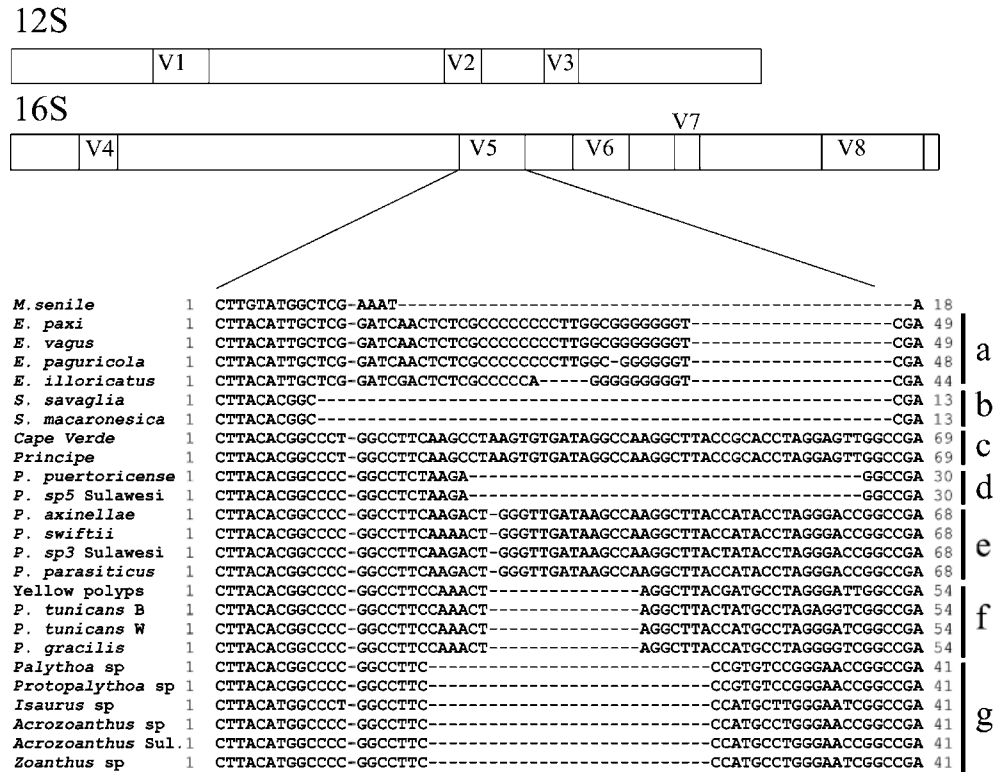 12S
V1 V2 V3
16S
V7
V4 V5 V6 V8
M.senile 1 CTTGTATGGCTCG-AAAT---------------------------------------------------A 18
E. paxi 1 CTTACATTGCTCG-GATCAACTCTCGCCCCCCCCTTGGCGGGGGGGT--------------------CGA 49
E. vagus 1 CTTACATTGCTCG-GATCAACTCTCGCCCCCCCCTTGGCGGGGGGGT--------------------CGA 49
a
E. paguricola 1 CTTACATTGCTCG-GATCAACTCTCGCCCCCCCCTTGGC-GGGGGGT--------------------CGA 48
E. illoricatus 1 CTTACATTGCTCG-GATCGACTCTCGCCCCCA-----GGGGGGGGGT--------------------CGA 44
S. savaglia 1 CTTACACGGC---------------------------------------------------------CGA 13
b
S. macaronesica 1 CTTACACGGC---------------------------------------------------------CGA 13
Cape Verde 1 CTTACACGGCCCT-GGCCTTCAAGCCTAAGTGTGATAGGCCAAGGCTTACCGCACCTAGGAGTTGGCCGA 69
c
Principe 1 CTTACACGGCCCT-GGCCTTCAAGCCTAAGTGTGATAGGCCAAGGCTTACCGCACCTAGGAGTTGGCCGA 69
P. puertoricense 1 CTTACACGGCCCC-GGCCTCTAAGA---------------------------------------GGCCGA 30
d
P. sp5 Sulawesi 1 CTTACACGGCCCC-GGCCTCTAAGA---------------------------------------GGCCGA 30
P. axinellae 1 CTTACACGGCCCC-GGCCTTCAAGACT-GGGTTGATAAGCCAAGGCTTACCATACCTAGGGACCGGCCGA 68
P. swiftii 1 CTTACACGGCCCC-GGCCTTCAAAACT-GGGTTGATAAGCCAAGGCTTACCATACCTAGGGACCGGCCGA 68
e
P. sp3 Sulawesi 1 CTTACACGGCCCC-GGCCTTCAAGACT-GGGTTGATAAGCCAAGGCTTACTATACCTAGGGACCGGCCGA 68
P. parasiticus 1 CTTACACGGCCCC-GGCCTTCAAGACT-GGGTTGATAAGCCAAGGCTTACCATACCTAGGGACCGGCCGA 68
Yellow polyps 1 CTTACACGGCCCC-GGCCTTCCAAACT---------------AGGCTTACGATGCCTAGGGATTGGCCGA 54
P. tunicans B 1 CTTACACGGCCCC-GGCCTTCCAAACT---------------AGGCTTACTATGCCTAGAGGTCGGCCGA 54
f
P. tunicans W 1 CTTACACGGCCCC-GGCCTTCCAAACT---------------AGGCTTACCATGCCTAGGGATCGGCCGA 54
P. gracilis 1 CTTACACGGCCCC-GGCCTTCCAAACT---------------AGGCTTACCATGCCTAGGGGTCGGCCGA 54
Palythoa sp 1 CTTACACGGCCCC-GGCCTTC----------------------------CCGTGTCCGGGAACCGGCCGA 41
Protopalythoa sp 1 CTTACACGGCCCC-GGCCTTC----------------------------CCGTGTCCGGGAACCGGCCGA 41
Isaurus sp 1 CTTACATGGCCCT-GGCCTTC----------------------------CCATGCTTGGGAACCGGCCGA 41
g
Acrozoanthus sp 1 CTTACATGGCCCC-GGCCTTC----------------------------CCATGCCTGGGAACCGGCCGA 41
Acrozoanthus Sul. 1 CTTACATGGCCCC-GGCCTTC----------------------------CCATGCCTGGGAACCGGCCGA 41
Zoanthus sp 1 CTTACATGGCCCC-GGCCTTC----------------------------CCATGCCTGGGAACCGGCCGA 41